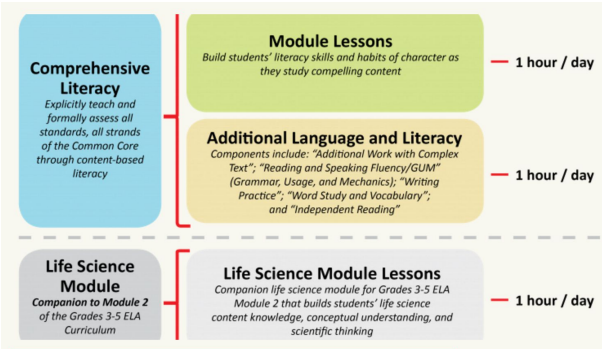 Comprehensive
Literacy
Explicitly teach and
formally assess all
standards, all strands
of the Common Core
through content-based
literacy
Module Lessons
Build students’ literacy skills and habits of character as
they study compelling content
1 hour / day
Additional Language and Literacy
Components include: “Additional Work with Complex
Text”; “Reading and Speaking Fluency/GUM”
(Grammar, Usage, and Mechanics); “Writing
Practice”; “Word Study and Vocabulary”;
and “Independent Reading”
1 hour / day
Life Science
Module
Companion to Module 2
of the Grades 3-5 ELA
Curriculum
Life Science Module Lessons
Companion life science module for Grades 3-5 ELA
Module 2 that builds students’ life science
content knowledge, conceptual understanding, and
scientific thinking
1 hour / day